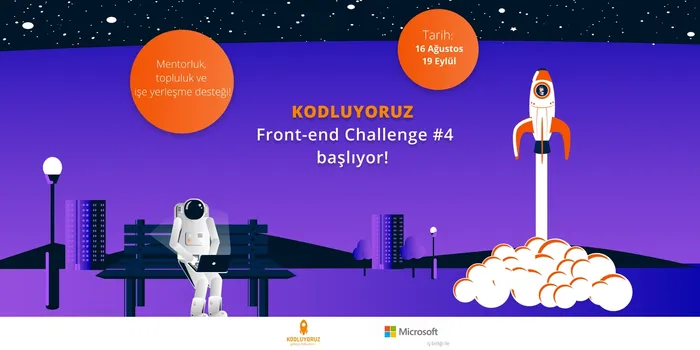 Mentorluk,
topluluk ve
işe yerleşme desteği!
Tarih:
16 Ağustos
19 Eylül
KODLUYORUZ
Front-end Challenge #4
başlıyor!
KODLUYORUZ
Microsoft
iş birliği ile